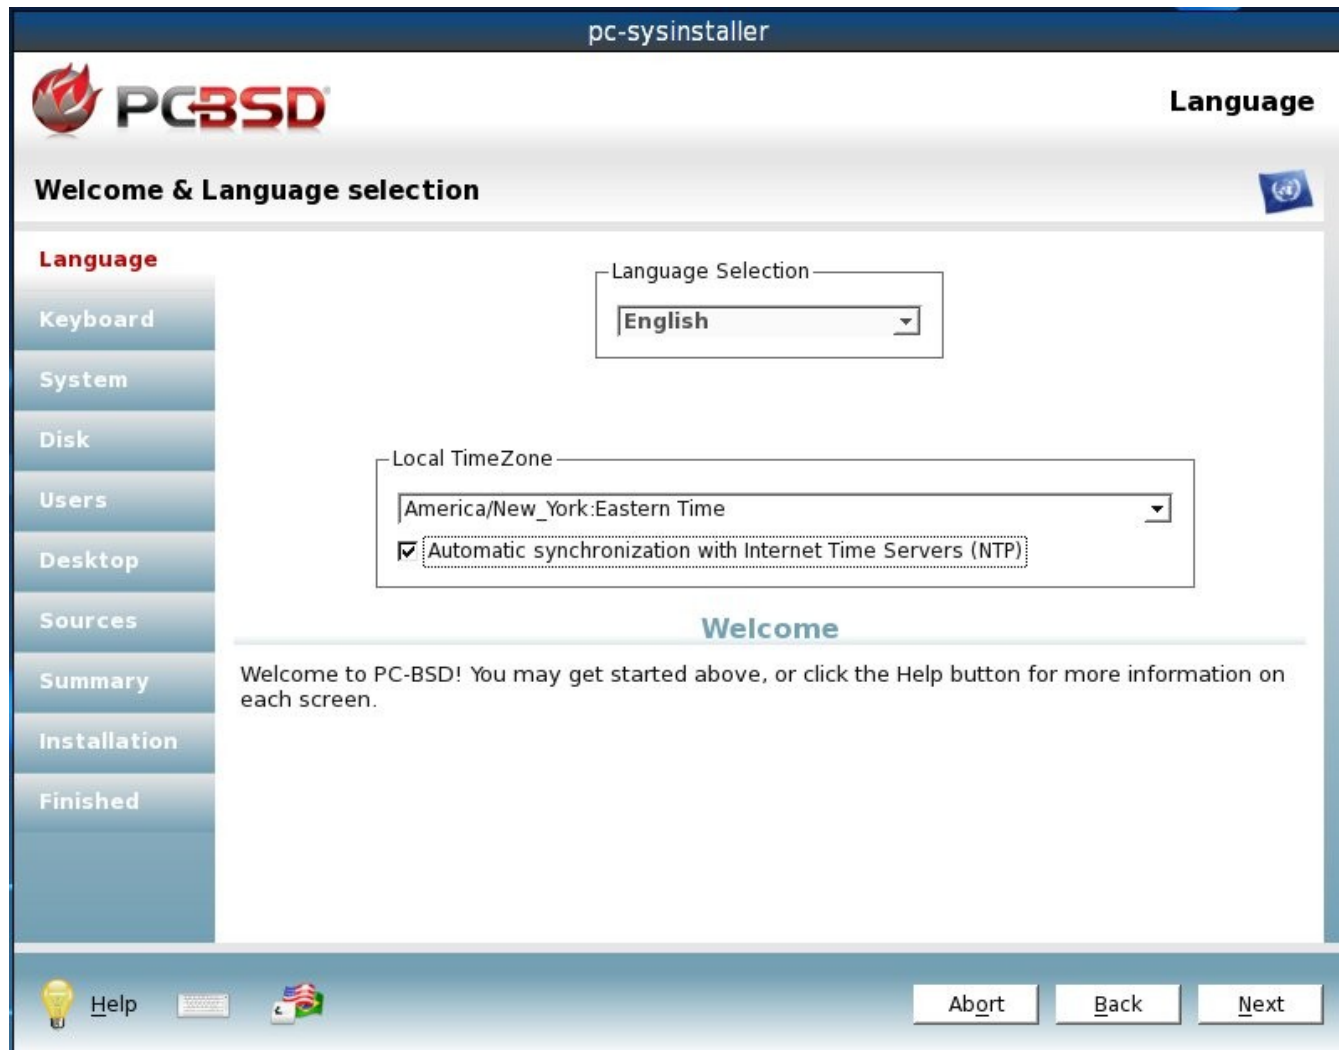 pc-sysinstaller
PCBSD
Language
Welcome & Language selection
Language
Keyboard
System
Disk
Users
Desktop
Sources
Summary
Installation
Finished
Language Selection
English
Local TimeZone
America/New_York:Eastern Time
Automatic synchronization with Internet Time Servers (NTP)
Welcome
Welcome to PC-BSD! You may get started above, or click the Help button for more information on
each screen.
Help
Abort
Back
Next